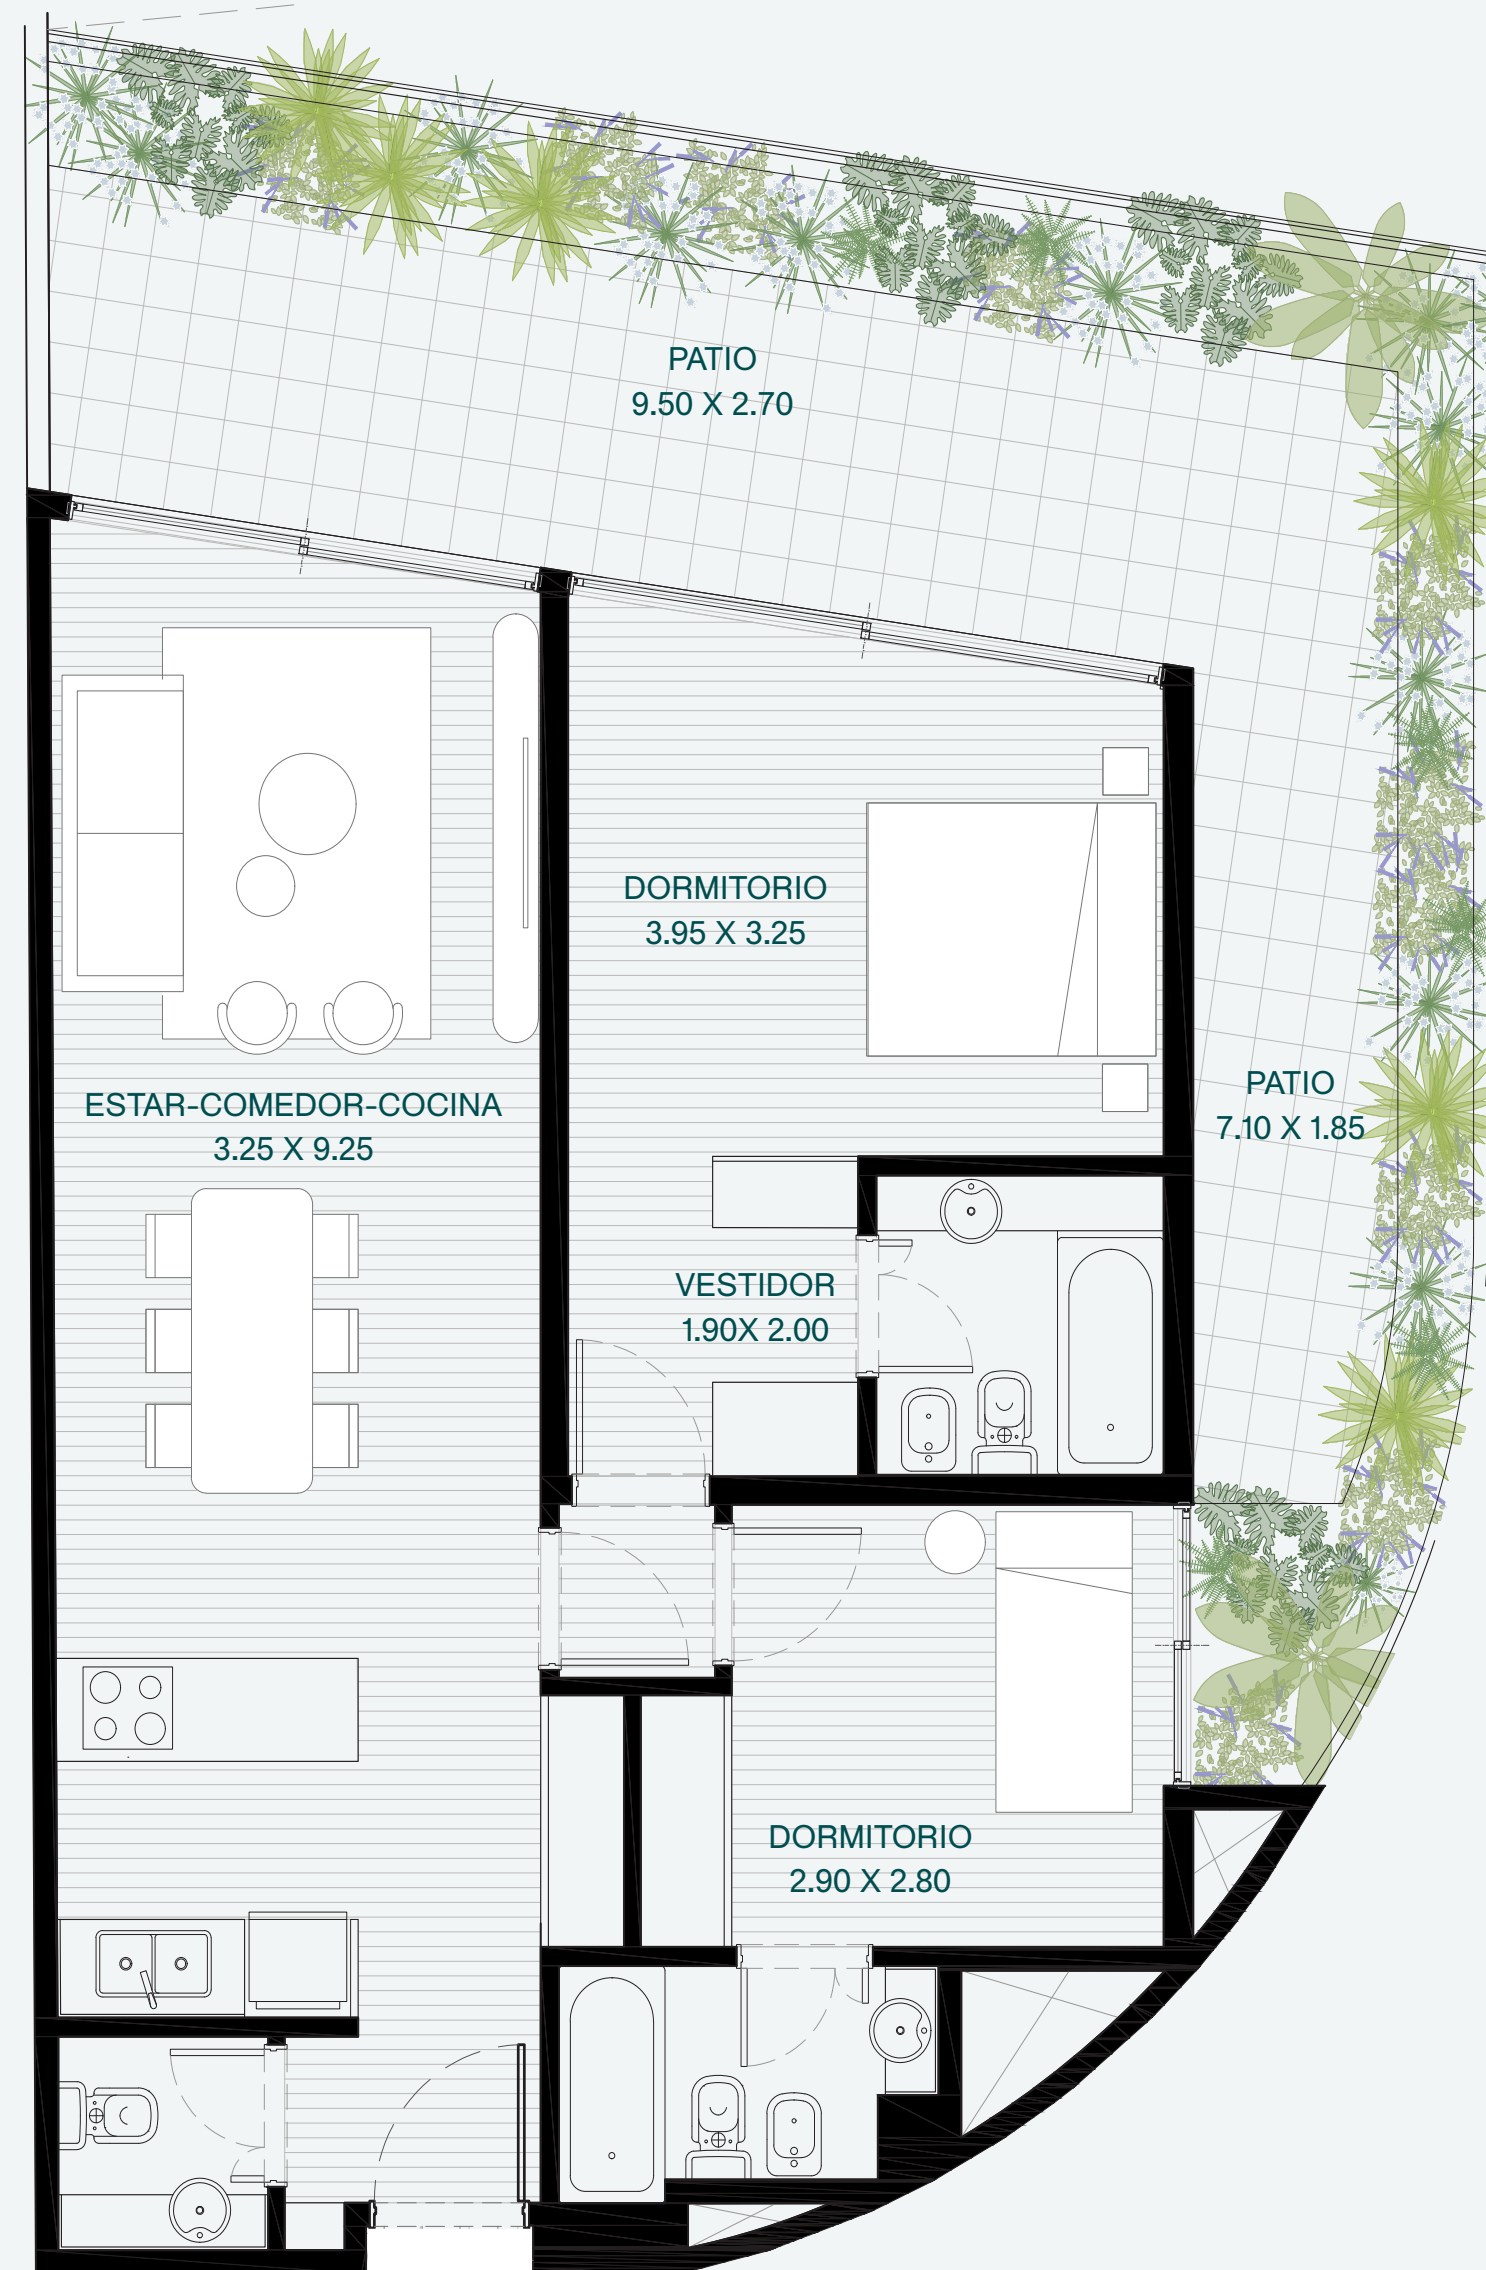 PATIO
9.50 X 2.70
DORMITORIO
3.95 X 3.25
PATIO
7.10 X 1.85
ESTAR-COMEDOR-COCINA
3.25 X 9.25
VESTIDOR
1.90X 2.00
DORMITORIO
2.90 X 2.80